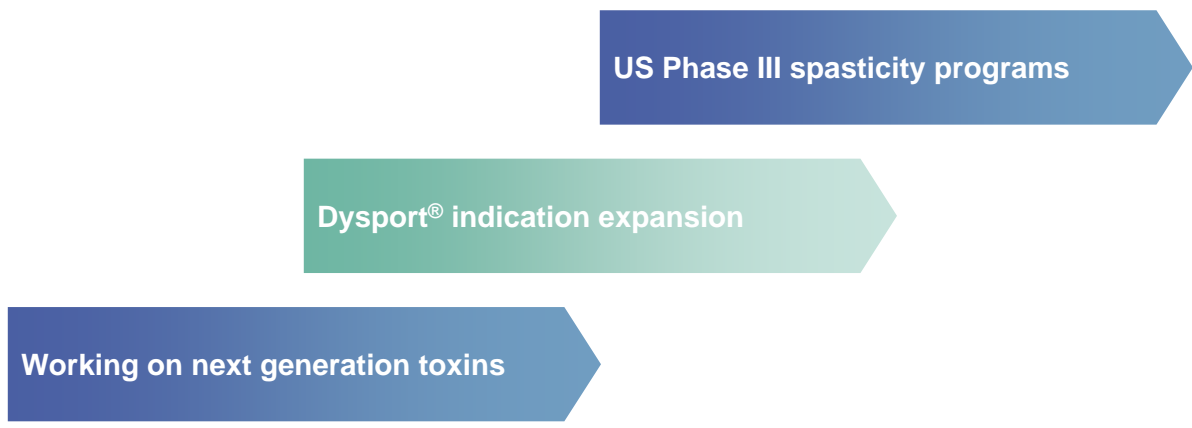 US Phase III spasticity programs
Dysport® indication expansion
Working on next generation toxins